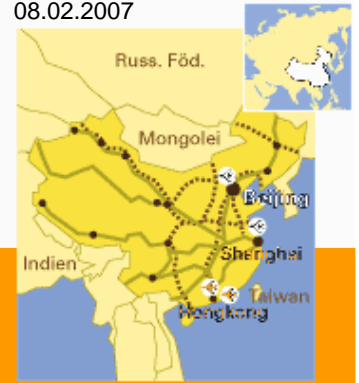 08.02.2007
Russ. Föd.
Mongolei
Beijing
Shanghai
Indien
Taiwan
Hongkong